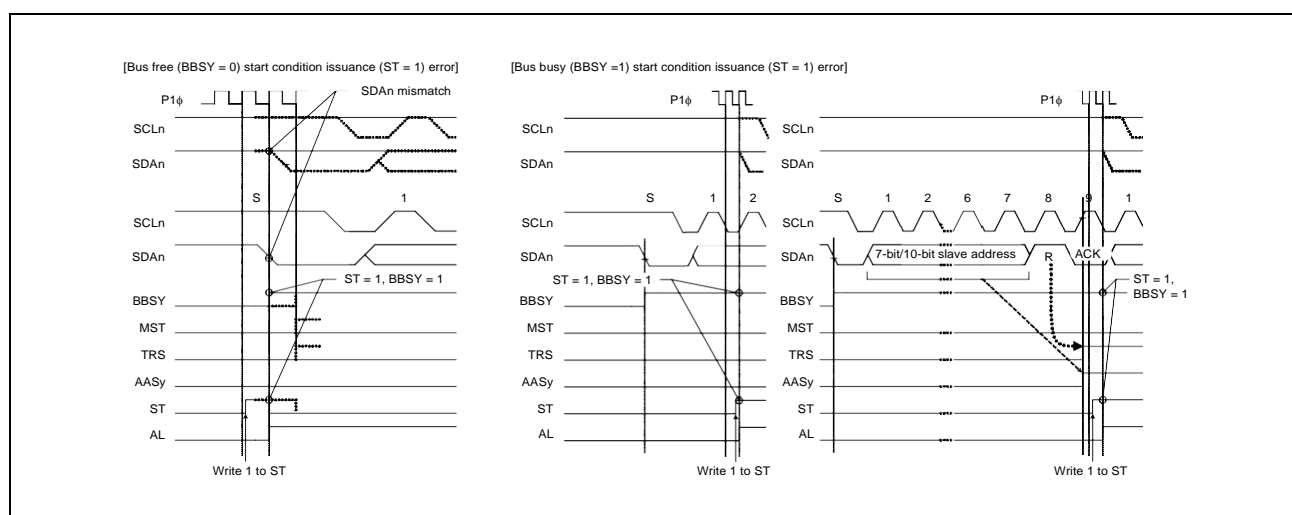 [Bus free (BBSY = 0) start condition issuance (ST = 1) error]
P1ϕ
SDAn mismatch
SCLn
SDAn
S 1
SCLn
SDAn
ST = 1, BBSY = 1
BBSY
MST
TRS
AASy
ST
AL
Write 1 to ST
[Bus busy (BBSY =1) start condition issuance (ST = 1) error]
P1ϕ
SCLn
SDAn
S 1 2
SCLn
SDAn
ST = 1, BBSY = 1
BBSY
MST
TRS
AASy
ST
AL
Write 1 to ST
P1ϕ
SCLn
SDAn
S 1 2 6 7 8 9 1
SCLn
SDAn
7-bit/10-bit slave address R ACK
ST = 1,
BBSY = 1
BBSY
MST
TRS
AASy
ST
AL
Write 1 to ST